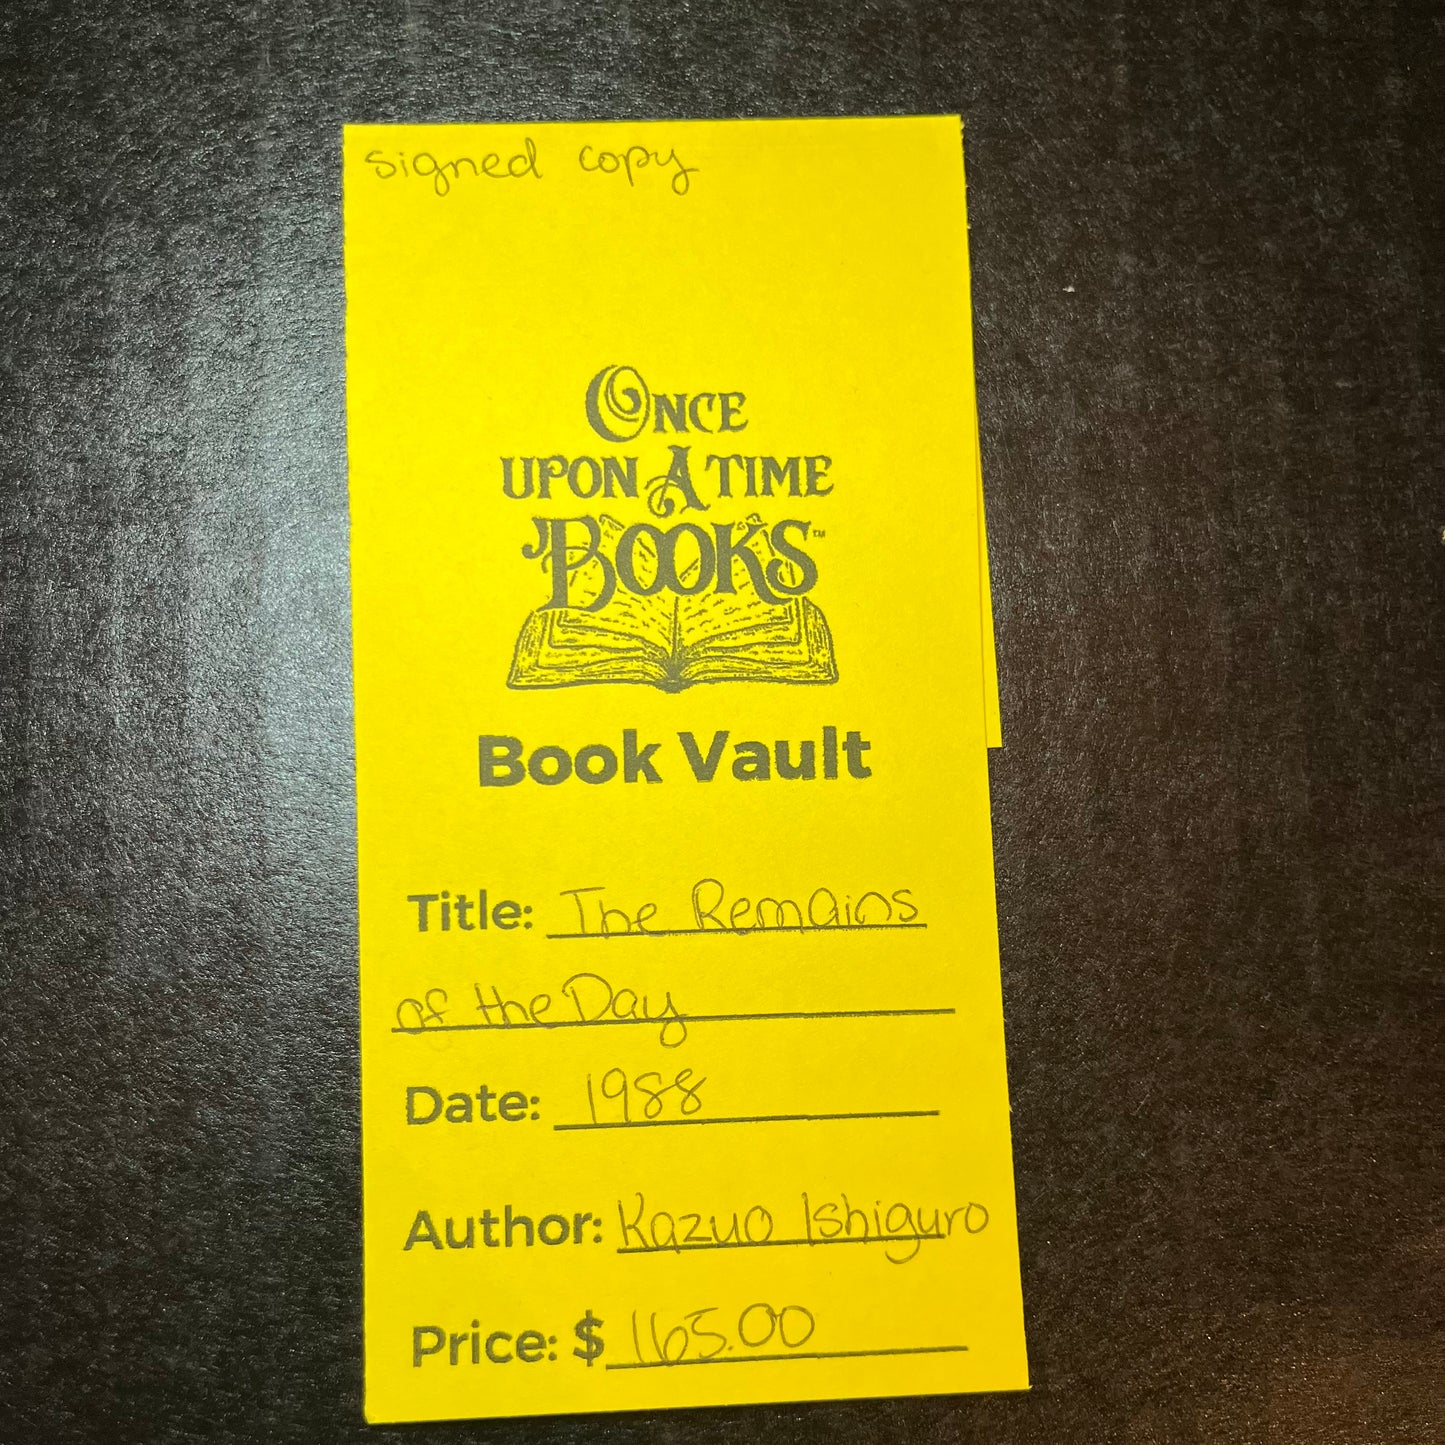 signed copy
ONCE
UPON A TIME
BOOKS™
Book Vault
Title: The Remains
of the Day
Date: 1988
Author: Kazuo Ishiguro
Price: $ 165.00